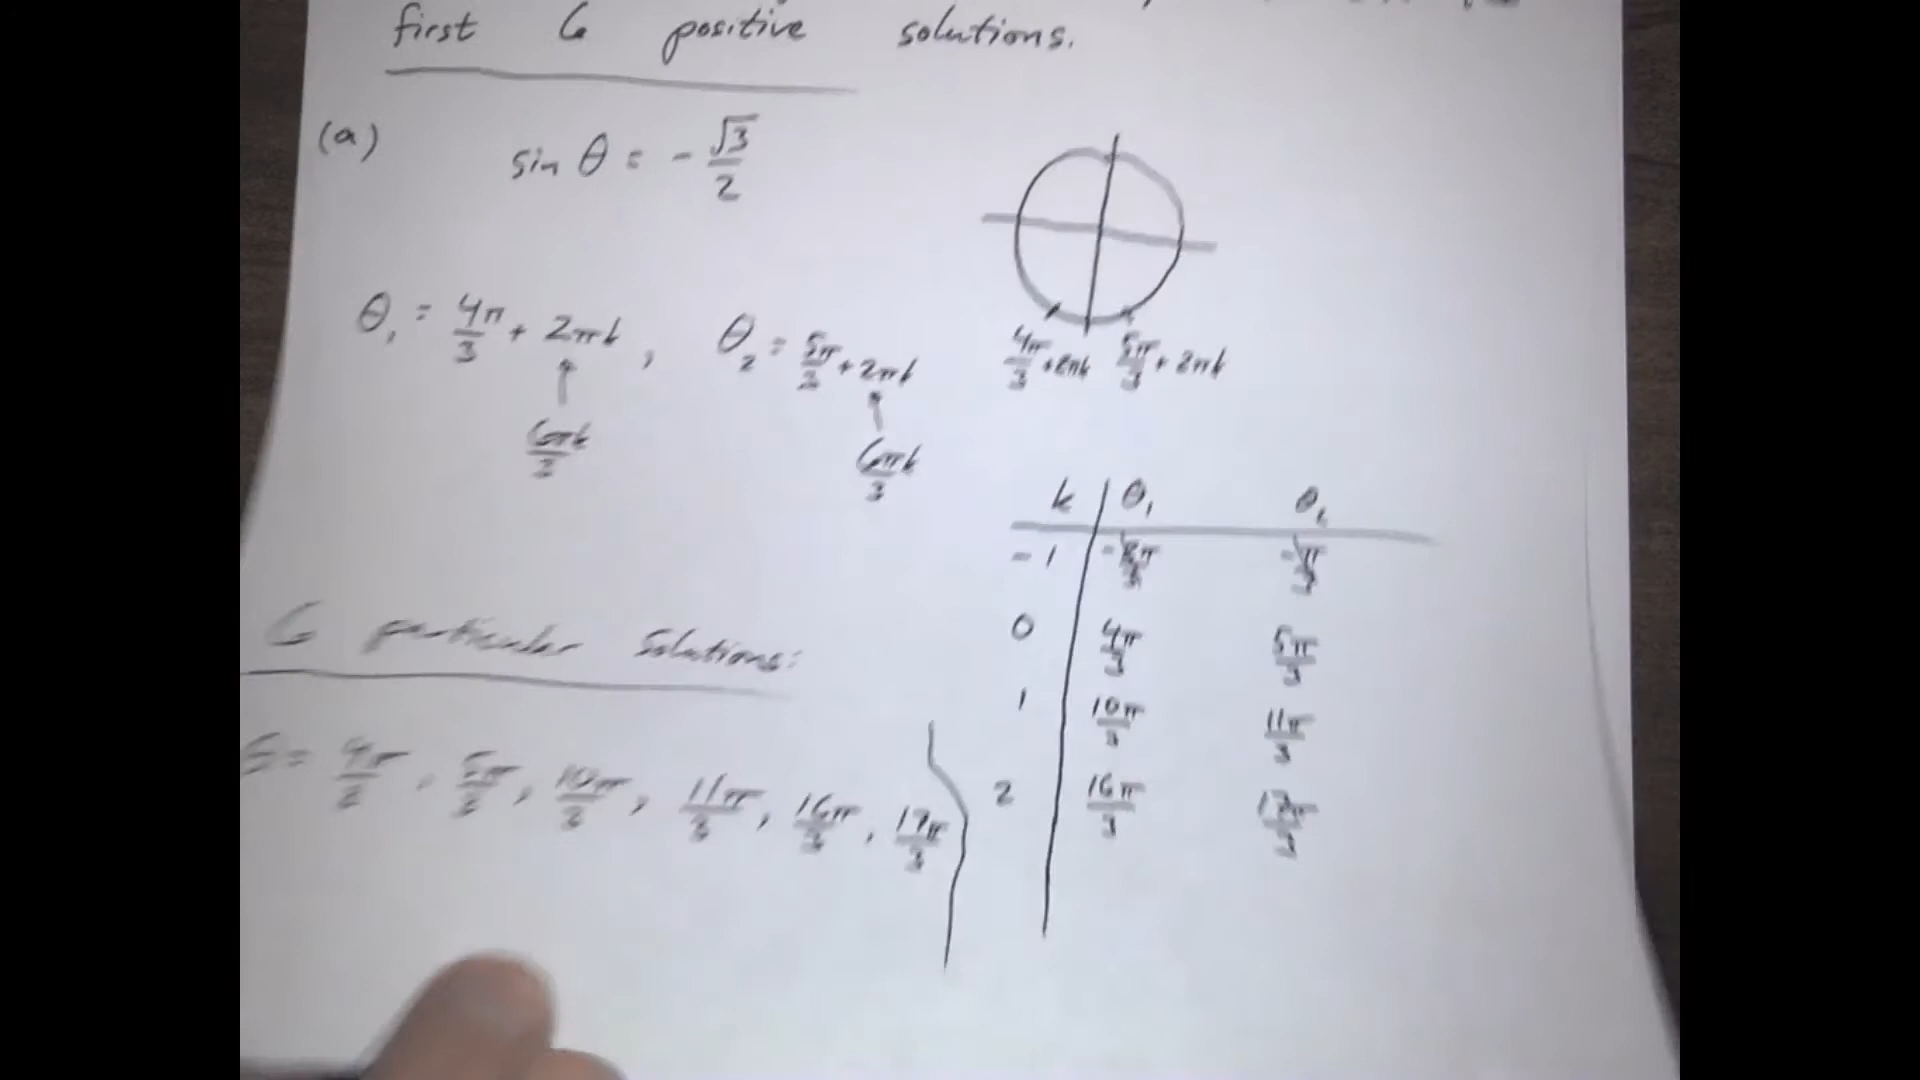 first 6 positive solutions.
(a) sin θ = - √3/2
θ₁ = 4π/3 + 2πk, θ₂ = 5π/3 + 2πk
4π/3 + 2πk 5π/3 + 2πk
6πk/3 6πk/3
k θ₁ θ₂
-1 -2π/3 -π/3
0 4π/3 5π/3
1 10π/3 11π/3
2 16π/3 17π/3
6 particular solutions:
4π/3, 5π/3, 10π/3, 11π/3, 16π/3, 17π/3